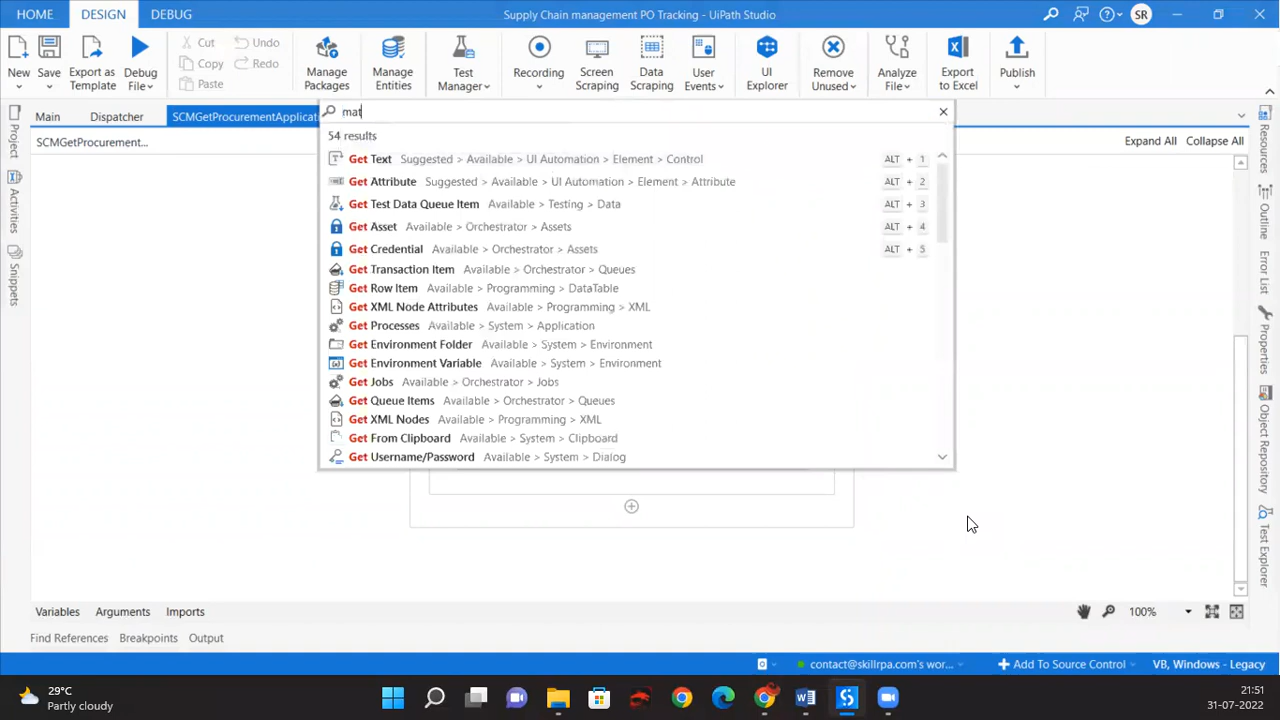 HOME DESIGN DEBUG Supply Chain management PO Tracking - UiPath Studio SR
New Save Export as Template Debug File Cut Copy Paste Undo Redo Manage Packages Manage Entities Test Manager Recording Screen Scraping Data Scraping User Events UI Explorer Remove Unused Analyze File Export to Excel Publish
Main Dispatcher SCMGetProcurementApplicati
mat
SCMGetProcurement... Expand All Collapse All
54 results
Get Text Suggested > Available > UI Automation > Element > Control ALT + 1
Get Attribute Suggested > Available > UI Automation > Element > Attribute ALT + 2
Get Test Data Queue Item Available > Testing > Data ALT + 3
Get Asset Available > Orchestrator > Assets ALT + 4
Get Credential Available > Orchestrator > Assets ALT + 5
Get Transaction Item Available > Orchestrator > Queues
Get Row Item Available > Programming > DataTable
Get XML Node Attributes Available > Programming > XML
Get Processes Available > System > Application
Get Environment Folder Available > System > Environment
Get Environment Variable Available > System > Environment
Get Jobs Available > Orchestrator > Jobs
Get Queue Items Available > Orchestrator > Queues
Get XML Nodes Available > Programming > XML
Get From Clipboard Available > System > Clipboard
Get Username/Password Available > System > Dialog
Project
Activities
Snippets
Resources
Outline
Error List
Properties
Object Repository
Test Explorer
Variables Arguments Imports 100%
Find References Breakpoints Output
contact@skillrpa.com's wor... Add To Source Control VB, Windows - Legacy
29°C
Partly cloudy
21:51
31-07-2022